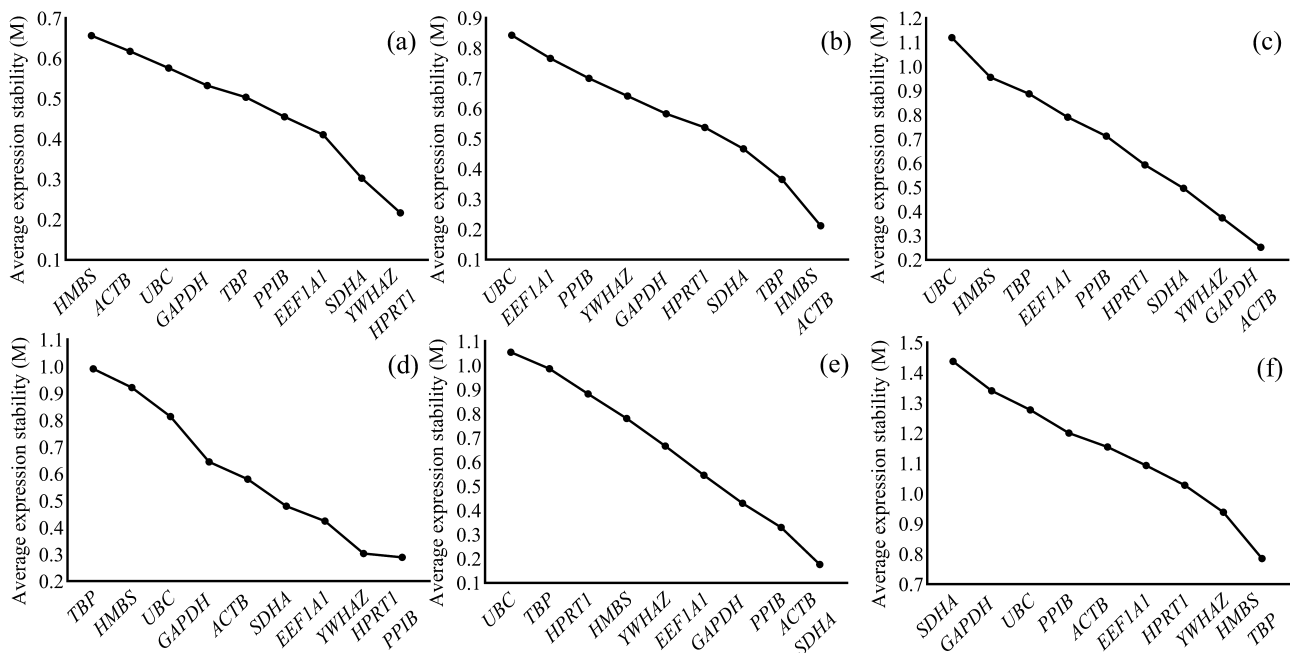 Average expression stability (M)
0.7
0.6
0.5
0.4
0.3
0.2
0.1
(a)
HMBS
ACTB
UBC
GAPDH
TBP
PPIB
EEF1A1
SDHA
YWHAZ
HPRT1
Average expression stability (M)
0.9
0.8
0.7
0.6
0.5
0.4
0.3
0.2
0.1
(b)
UBC
EEF1A1
PPIB
YWHAZ
GAPDH
HPRT1
SDHA
TBP
HMBS
ACTB
Average expression stability (M)
1.2
1.1
1.0
0.9
0.8
0.7
0.6
0.5
0.4
0.3
0.2
(c)
UBC
HMBS
TBP
EEF1A1
PPIB
HPRT1
SDHA
YWHAZ
GAPDH
ACTB
Average expression stability (M)
1.1
1.0
0.9
0.8
0.7
0.6
0.5
0.4
0.3
0.2
(d)
TBP
HMBS
UBC
GAPDH
ACTB
SDHA
EEF1A1
YWHAZ
HPRT1
PPIB
Average expression stability (M)
1.1
1.0
0.9
0.8
0.7
0.6
0.5
0.4
0.3
0.2
0.1
(e)
UBC
TBP
HPRT1
HMBS
YWHAZ
EEF1A1
GAPDH
PPIB
ACTB
SDHA
Average expression stability (M)
1.5
1.4
1.3
1.2
1.1
1.0
0.9
0.8
0.7
(f)
SDHA
GAPDH
UBC
PPIB
ACTB
EEF1A1
HPRT1
YWHAZ
HMBS
TBP